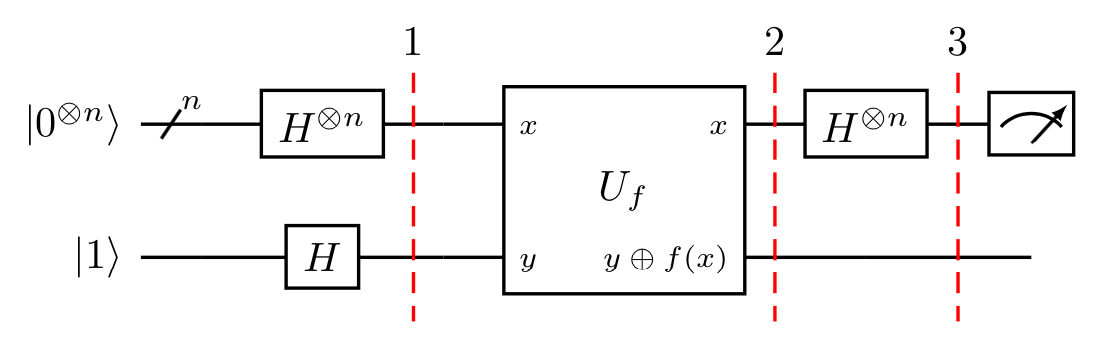 1 2 3
|0⊗n⟩ n H⊗n x x H⊗n
U_f
|1⟩ H y y ⊕ f(x)